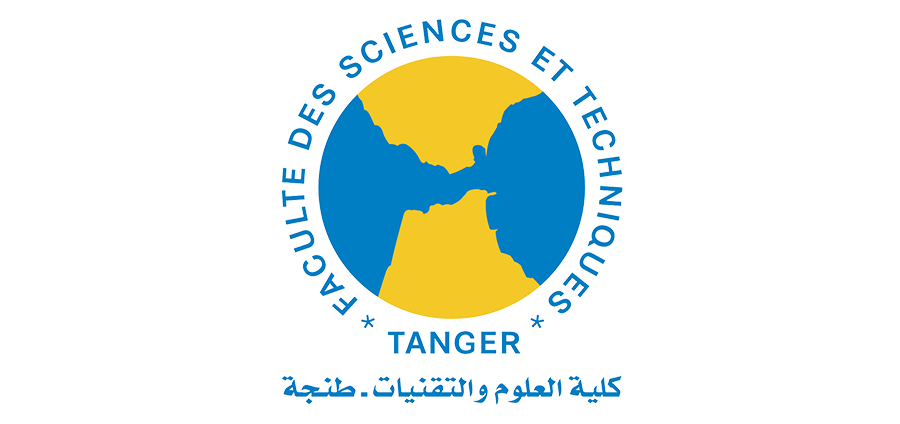 * FACULTE DES SCIENCES ET TECHNIQUES *
TANGER
كلية العلوم والتقنيات - طنجة